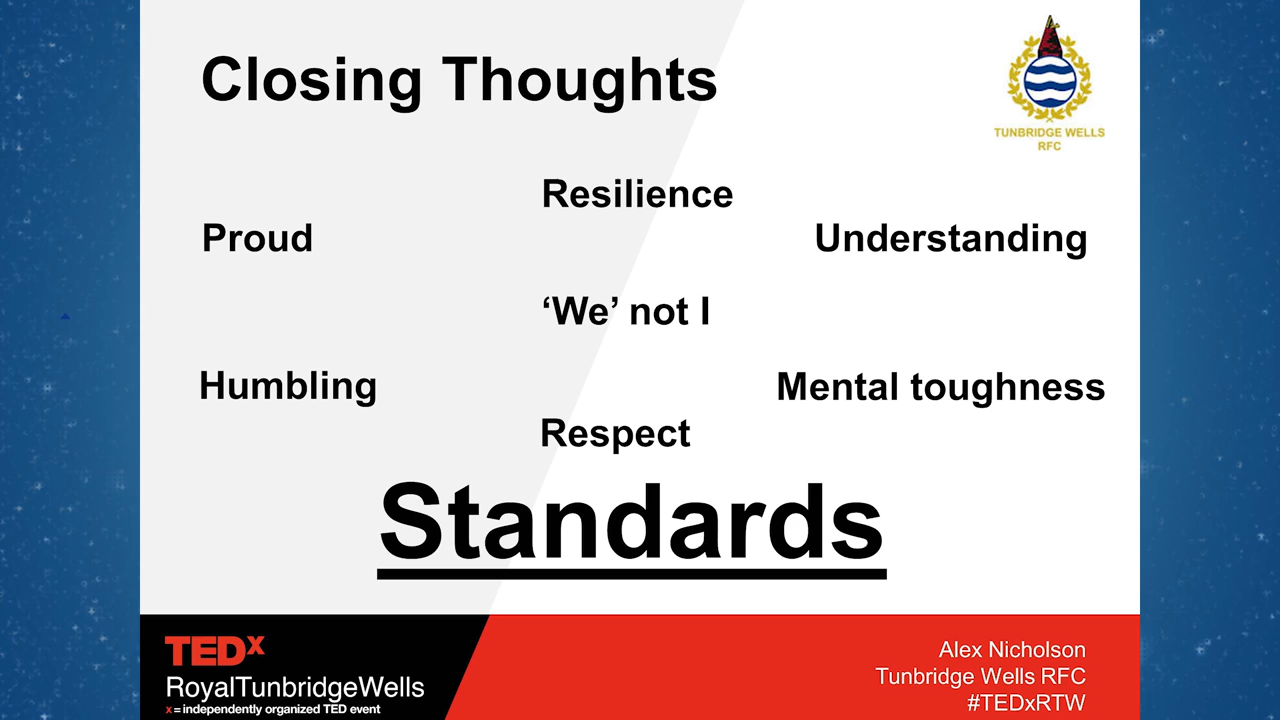 Closing Thoughts
TUNBRIDGE WELLS
RFC
Resilience
Proud
Understanding
‘We’ not I
Humbling
Mental toughness
Respect
Standards
TEDx
RoyalTunbridgeWells
x = independently organized TED event
Alex Nicholson
Tunbridge Wells RFC
#TEDxRTW